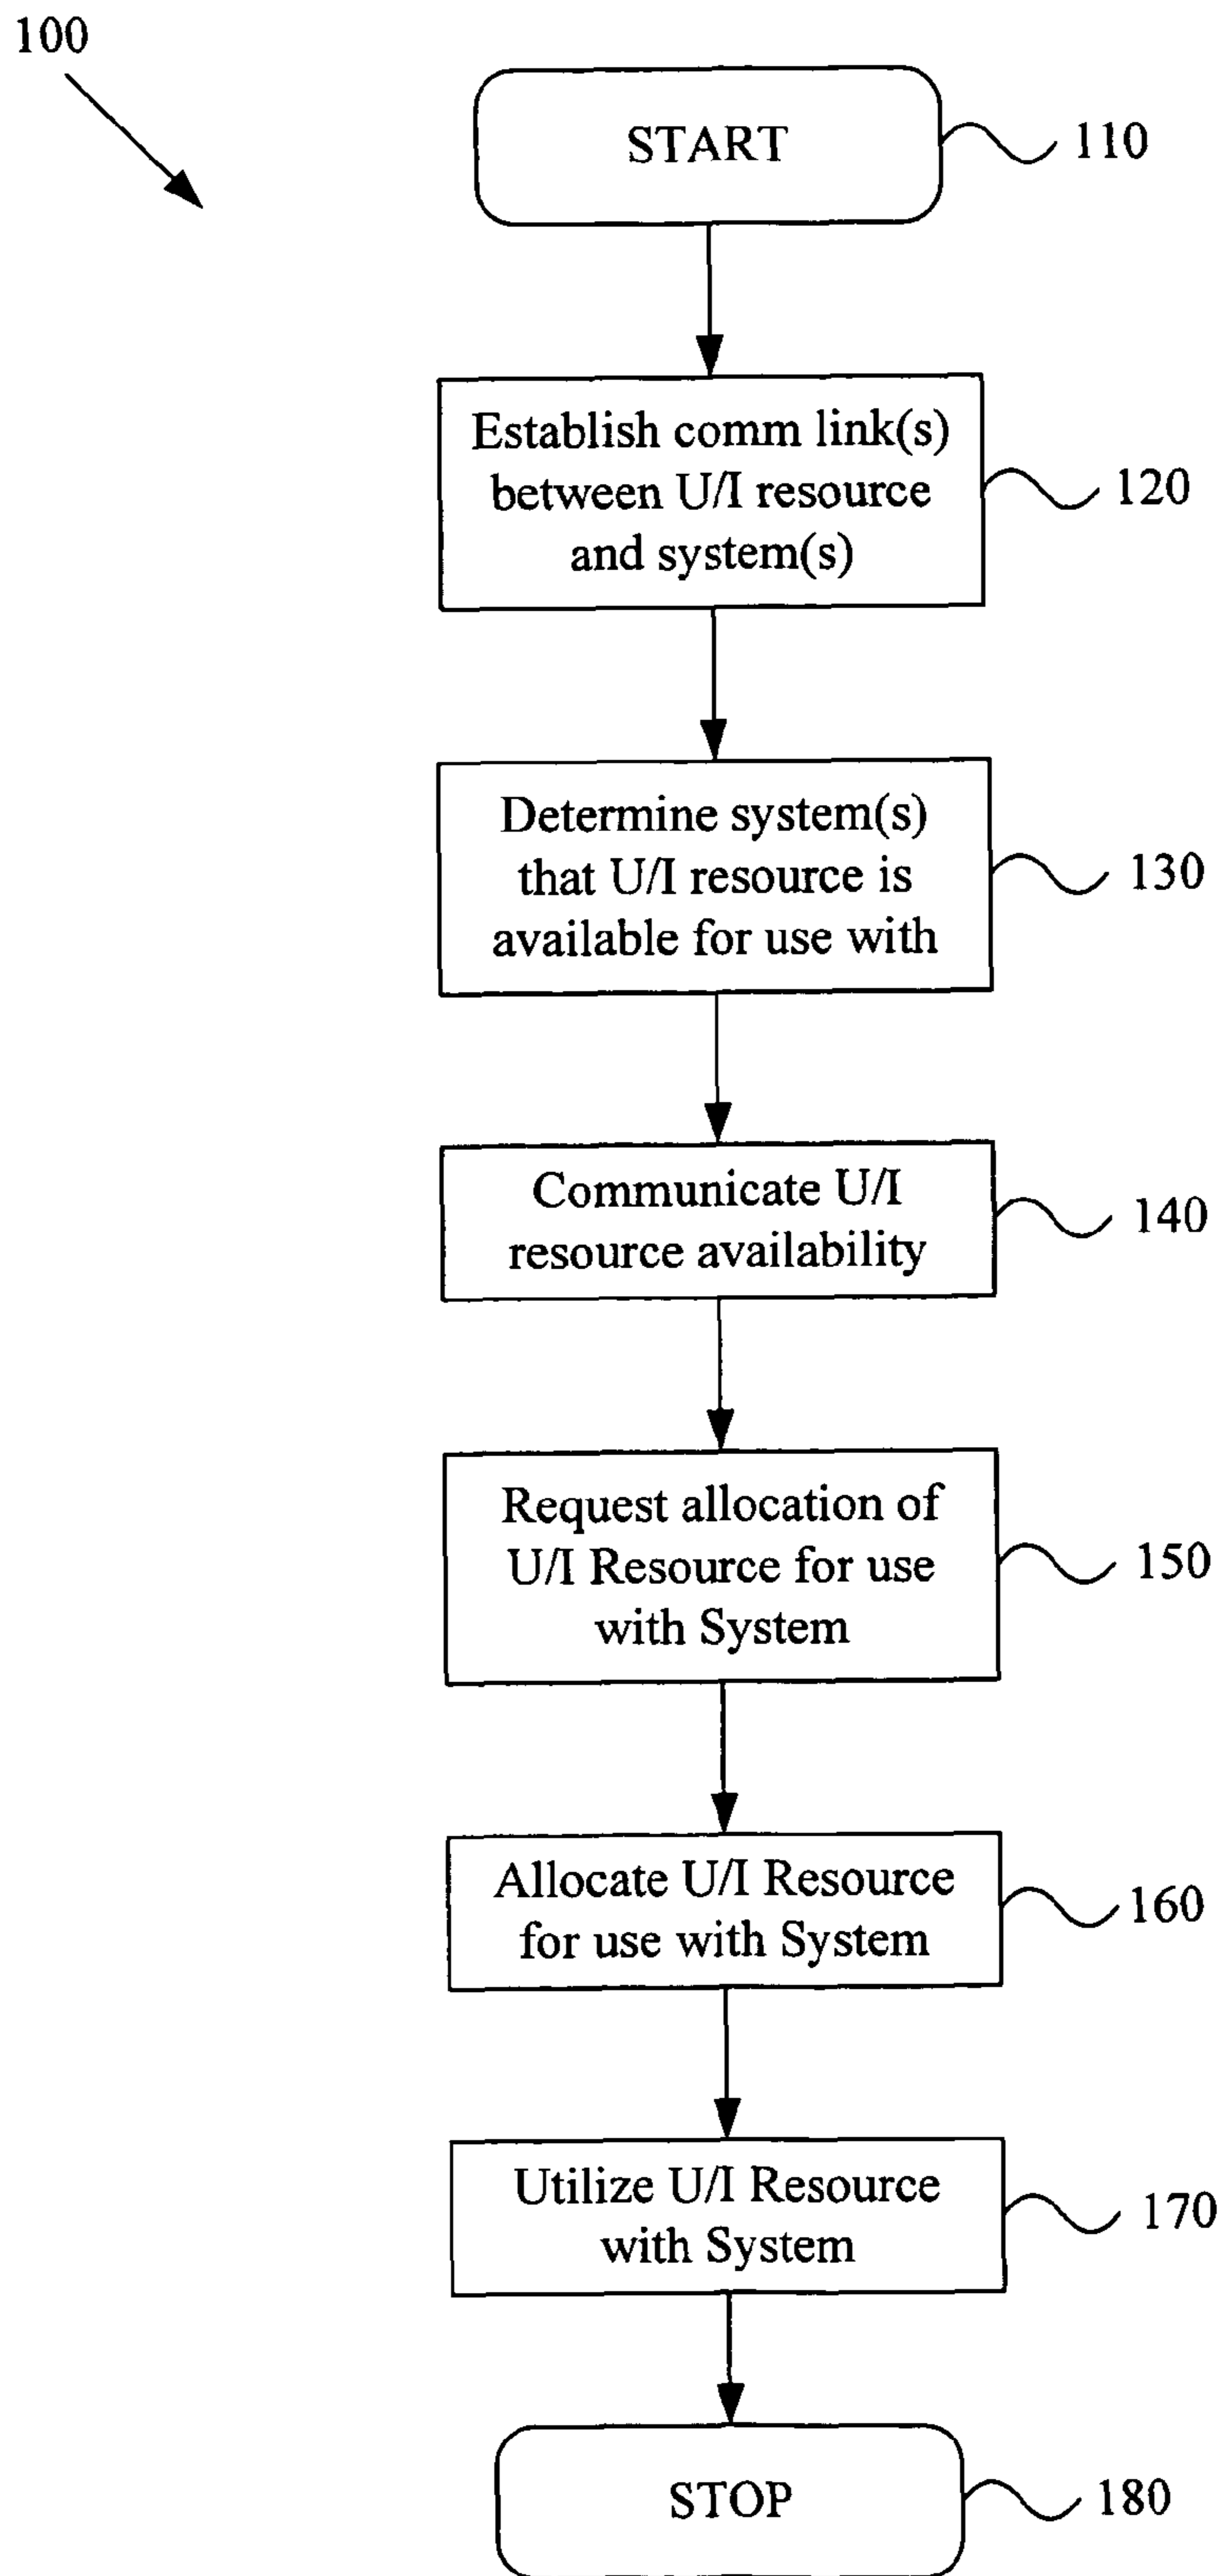 100
START
110
Establish comm link(s)
between U/I resource
and system(s)
120
Determine system(s)
that U/I resource is
available for use with
130
Communicate U/I
resource availability
140
Request allocation of
U/I Resource for use
with System
150
Allocate U/I Resource
for use with System
160
Utilize U/I Resource
with System
170
STOP
180